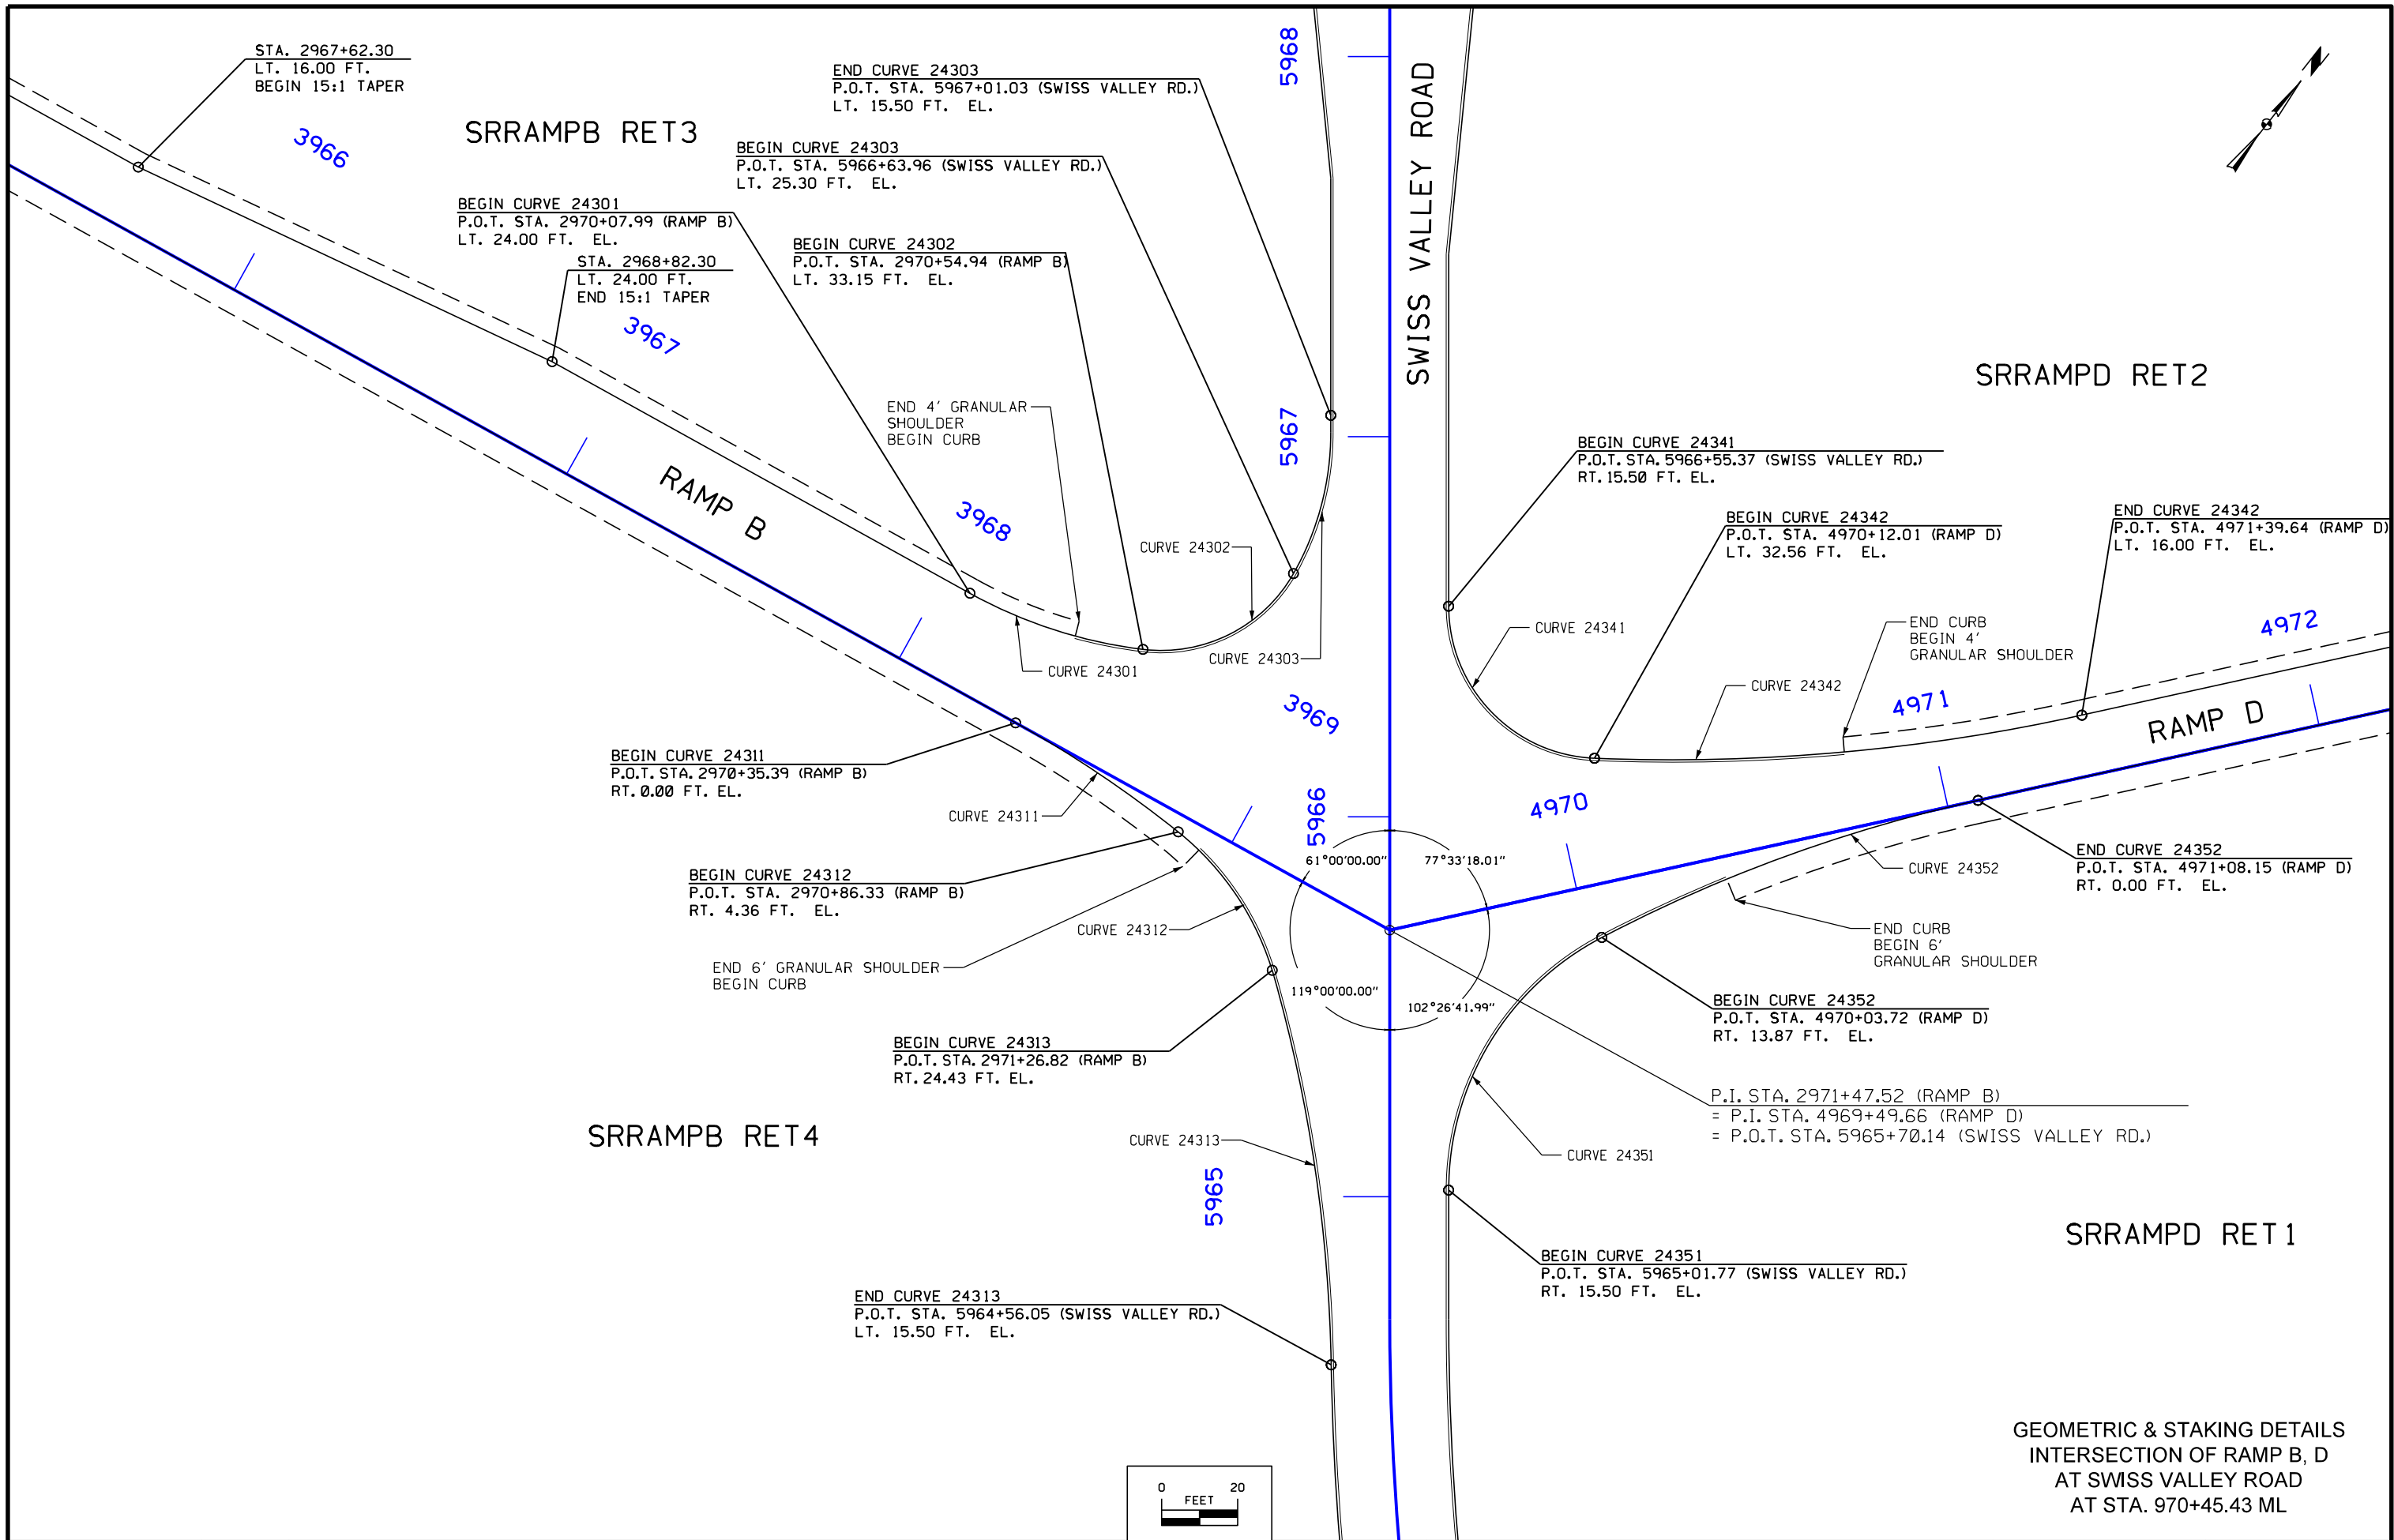 STA. 2967+62.30
LT. 16.00 FT.
BEGIN 15:1 TAPER
3966
SRRAMPB RET3
END CURVE 24303
P.O.T. STA. 5967+01.03 (SWISS VALLEY RD.)
LT. 15.50 FT. EL.
BEGIN CURVE 24303
P.O.T. STA. 5966+63.96 (SWISS VALLEY RD.)
LT. 25.30 FT. EL.
BEGIN CURVE 24301
P.O.T. STA. 2970+07.99 (RAMP B)
LT. 24.00 FT. EL.
BEGIN CURVE 24302
P.O.T. STA. 2970+54.94 (RAMP B)
LT. 33.15 FT. EL.
STA. 2968+82.30
LT. 24.00 FT.
END 15:1 TAPER
3967
5968
SWISS VALLEY ROAD
5967
END 4' GRANULAR
SHOULDER
BEGIN CURB
RAMP B
3968
CURVE 24302
CURVE 24301
CURVE 24303
SRRAMPD RET2
BEGIN CURVE 24341
P.O.T. STA. 5966+55.37 (SWISS VALLEY RD.)
RT. 15.50 FT. EL.
BEGIN CURVE 24342
P.O.T. STA. 4970+12.01 (RAMP D)
LT. 32.56 FT. EL.
END CURVE 24342
P.O.T. STA. 4971+39.64 (RAMP D)
LT. 16.00 FT. EL.
CURVE 24341
END CURB
BEGIN 4'
GRANULAR SHOULDER
4972
CURVE 24342
4971
RAMP D
3969
BEGIN CURVE 24311
P.O.T. STA. 2970+35.39 (RAMP B)
RT. 0.00 FT. EL.
CURVE 24311
5966
4970
61°00'00.00"
77°33'18.01"
BEGIN CURVE 24312
P.O.T. STA. 2970+86.33 (RAMP B)
RT. 4.36 FT. EL.
CURVE 24312
CURVE 24352
END CURVE 24352
P.O.T. STA. 4971+08.15 (RAMP D)
RT. 0.00 FT. EL.
END 6' GRANULAR SHOULDER
BEGIN CURB
END CURB
BEGIN 6'
GRANULAR SHOULDER
119°00'00.00"
102°26'41.99"
BEGIN CURVE 24352
P.O.T. STA. 4970+03.72 (RAMP D)
RT. 13.87 FT. EL.
BEGIN CURVE 24313
P.O.T. STA. 2971+26.82 (RAMP B)
RT. 24.43 FT. EL.
P.I. STA. 2971+47.52 (RAMP B)
= P.I. STA. 4969+49.66 (RAMP D)
= P.O.T. STA. 5965+70.14 (SWISS VALLEY RD.)
SRRAMPB RET4
CURVE 24313
CURVE 24351
5965
SRRAMPD RET1
BEGIN CURVE 24351
P.O.T. STA. 5965+01.77 (SWISS VALLEY RD.)
RT. 15.50 FT. EL.
END CURVE 24313
P.O.T. STA. 5964+56.05 (SWISS VALLEY RD.)
LT. 15.50 FT. EL.
0 20
FEET
GEOMETRIC & STAKING DETAILS
INTERSECTION OF RAMP B, D
AT SWISS VALLEY ROAD
AT STA. 970+45.43 ML